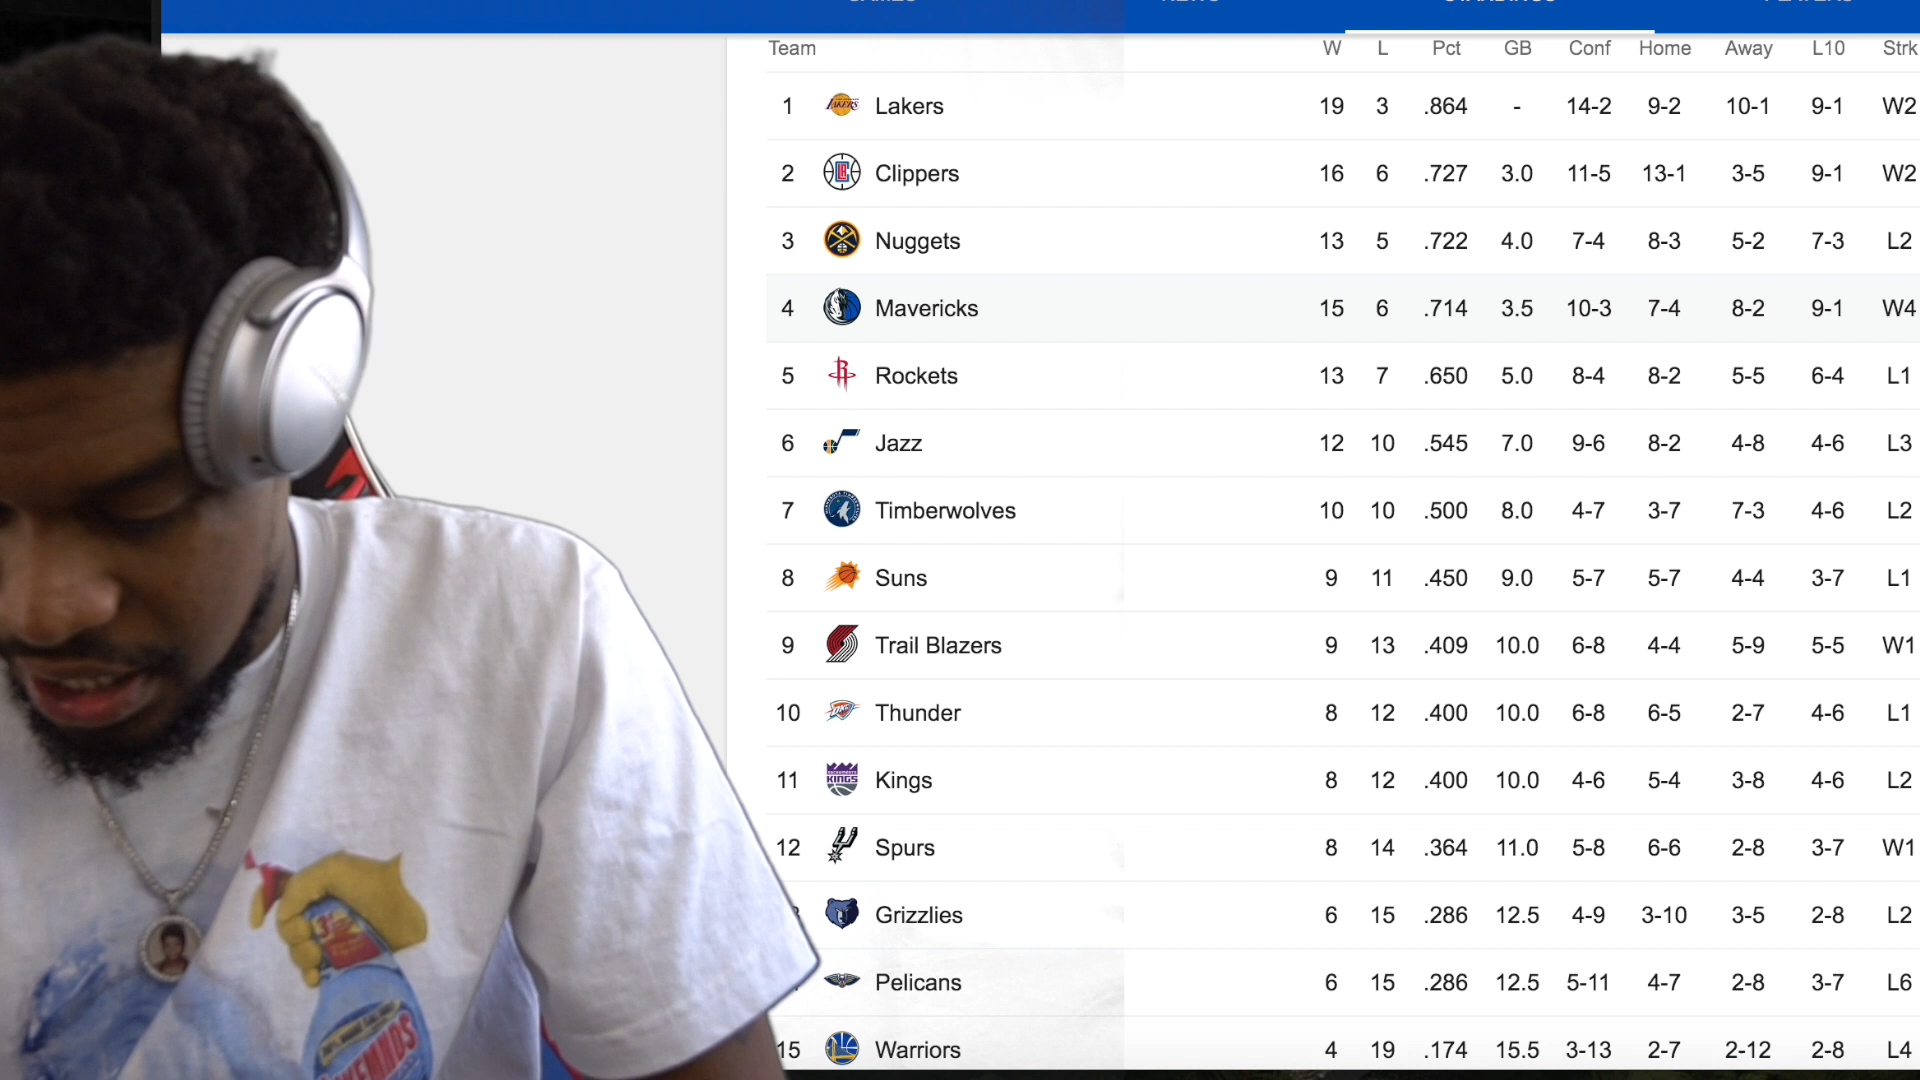 GAMES NEWS STANDINGS PLAYERS
Team W L Pct GB Conf Home Away L10 Strk
1 LAKERS Lakers 19 3 .864 - 14-2 9-2 10-1 9-1 W2
2 Clippers 16 6 .727 3.0 11-5 13-1 3-5 9-1 W2
3 Nuggets 13 5 .722 4.0 7-4 8-3 5-2 7-3 L2
4 Mavericks 15 6 .714 3.5 10-3 7-4 8-2 9-1 W4
5 Rockets 13 7 .650 5.0 8-4 8-2 5-5 6-4 L1
6 Jazz 12 10 .545 7.0 9-6 8-2 4-8 4-6 L3
7 Timberwolves 10 10 .500 8.0 4-7 3-7 7-3 4-6 L2
8 Suns 9 11 .450 9.0 5-7 5-7 4-4 3-7 L1
9 Trail Blazers 9 13 .409 10.0 6-8 4-4 5-9 5-5 W1
10 Thunder 8 12 .400 10.0 6-8 6-5 2-7 4-6 L1
11 KINGS Kings 8 12 .400 10.0 4-6 5-4 3-8 4-6 L2
12 Spurs 8 14 .364 11.0 5-8 6-6 2-8 3-7 W1
Grizzlies 6 15 .286 12.5 4-9 3-10 3-5 2-8 L2
Pelicans 6 15 .286 12.5 5-11 4-7 2-8 3-7 L6
15 Warriors 4 19 .174 15.5 3-13 2-7 2-12 2-8 L4